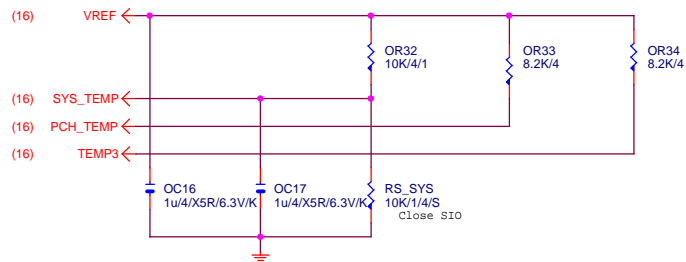 (16) VREF
OR32
10K/4/1
OR33
8.2K/4
OR34
8.2K/4
(16) SYS_TEMP
(16) PCH_TEMP
(16) TEMP3
OC16
1u/4/X5R/6.3V/K
OC17
1u/4/X5R/6.3V/K
RS_SYS
10K/1/4/S
Close SIO